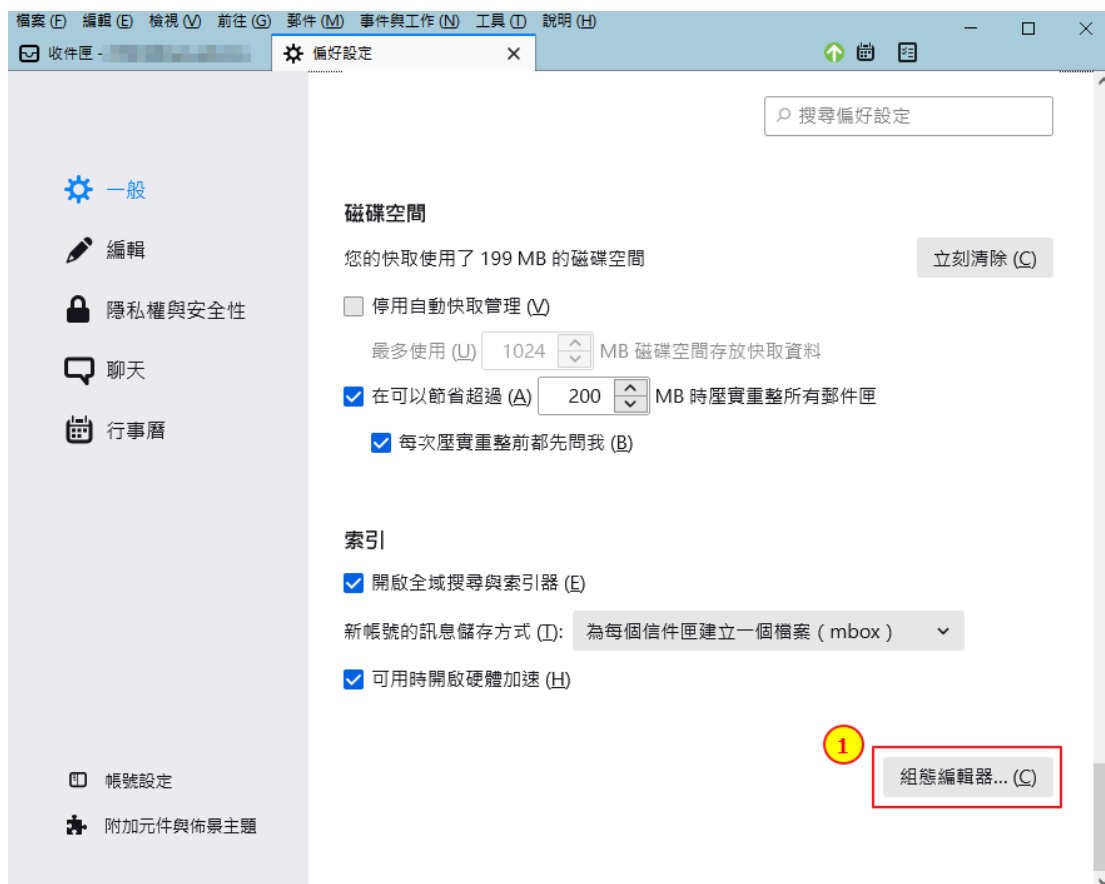 檔案 (F) 編輯 (E) 檢視 (V) 前往 (G) 郵件 (M) 事件與工作 (N) 工具 (T) 說明 (H)
收件匣 -
偏好設定
搜尋偏好設定
一般
編輯
隱私權與安全性
聊天
行事曆
磁碟空間
您的快取使用了 199 MB 的磁碟空間
立刻清除 (C)
停用自動快取管理 (V)
最多使用 (U) 1024 MB 磁碟空間存放快取資料
在可以節省超過 (A) 200 MB 時壓實重整所有郵件匣
每次壓實重整前都先問我 (B)
索引
開啟全域搜尋與索引器 (E)
新帳號的訊息儲存方式 (T): 為每個信件匣建立一個檔案 ( mbox )
可用時開啟硬體加速 (H)
1
組態編輯器... (C)
帳號設定
附加元件與佈景主題